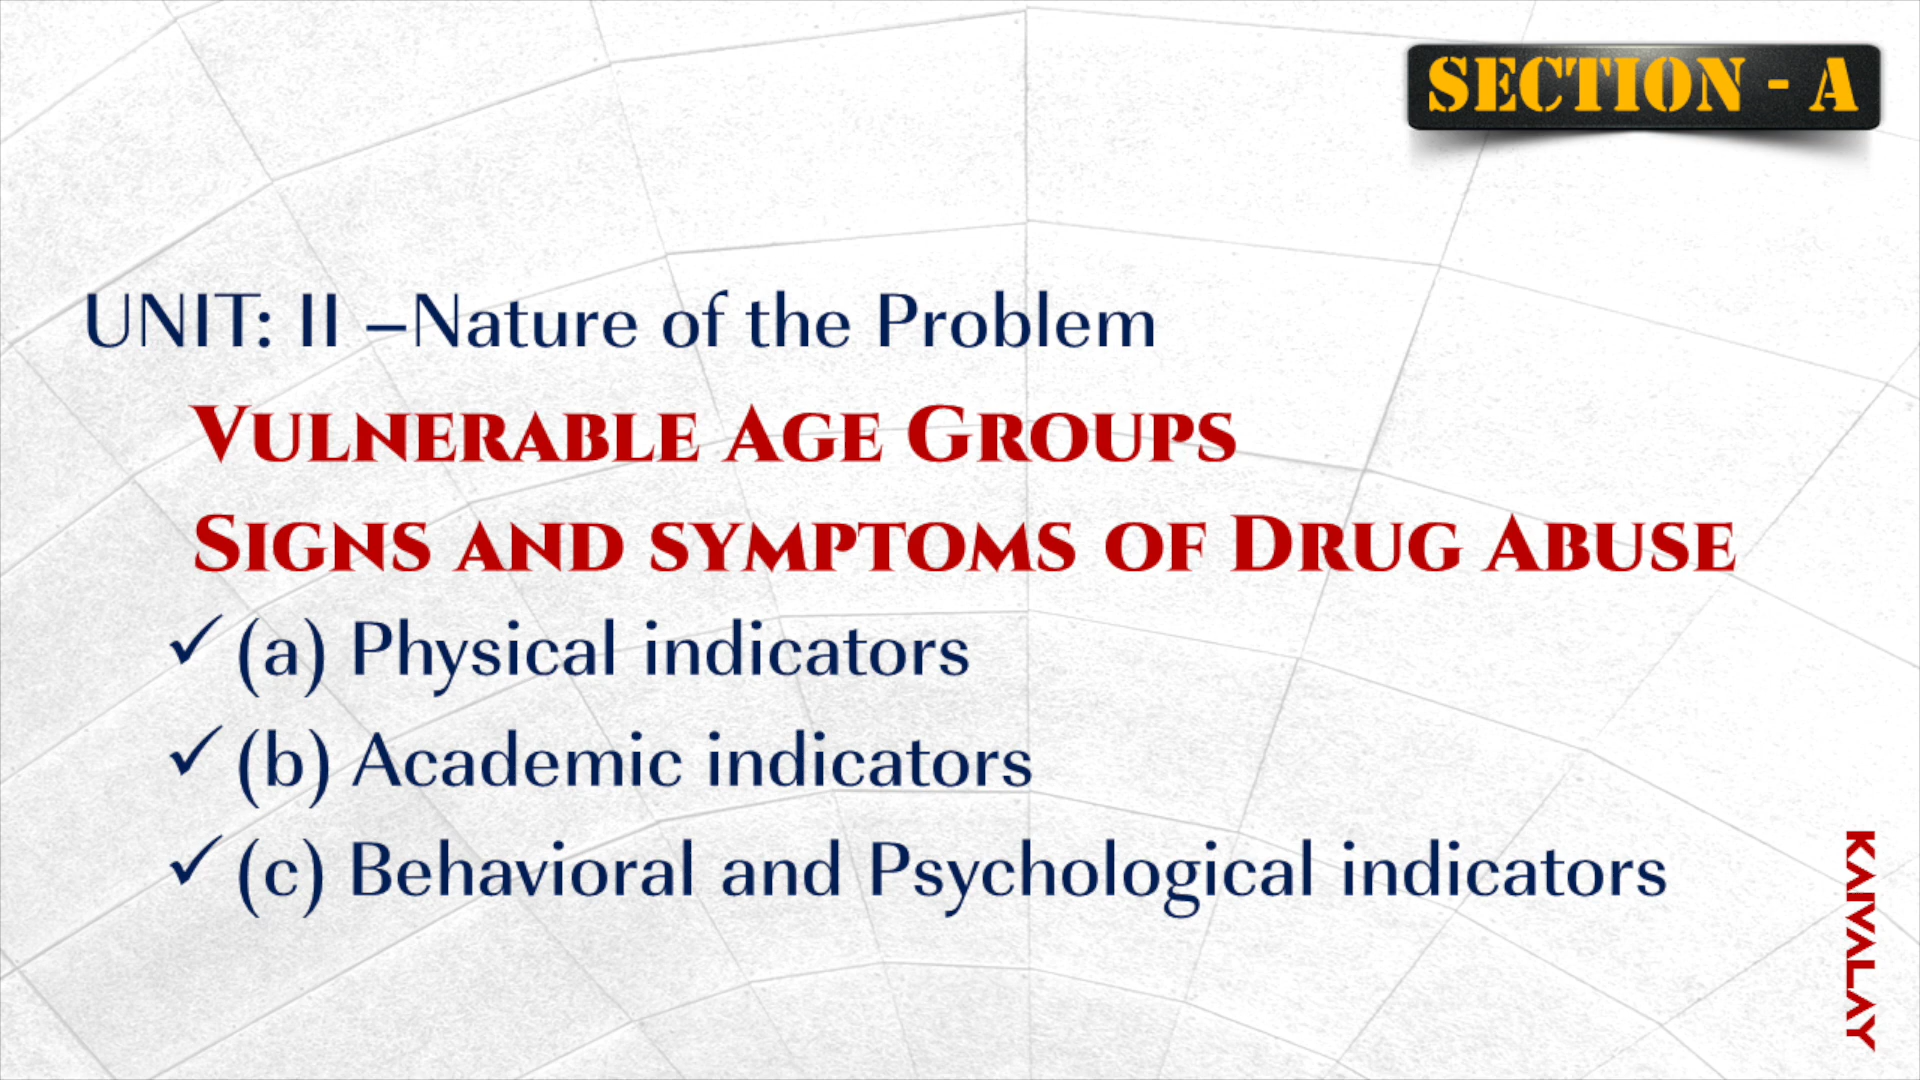 SECTION - A
UNIT: II –Nature of the Problem
Vulnerable Age Groups
Signs and symptoms of Drug Abuse
✓ (a) Physical indicators
✓ (b) Academic indicators
✓ (c) Behavioral and Psychological indicators
KAIVALAY